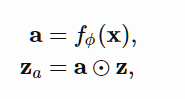 𝐚 = f_ϕ(𝐱),
𝐳_a = 𝐚 ⊙ 𝐳,